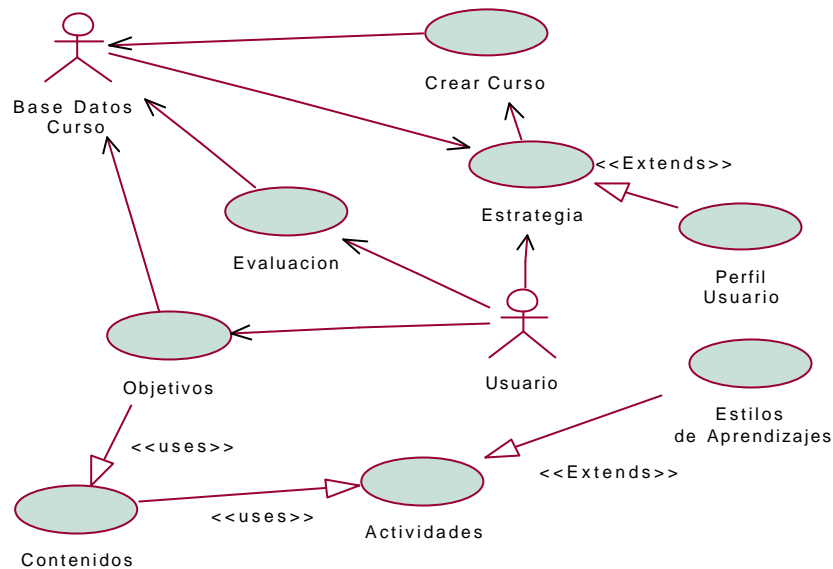 Crear Curso
Base Datos
Curso
<<Extends>>
Estrategia
Evaluacion
Perfil
Usuario
Objetivos
Usuario
Estilos
de Aprendizajes
<<uses>>
<<Extends>>
<<uses>>
Actividades
Contenidos